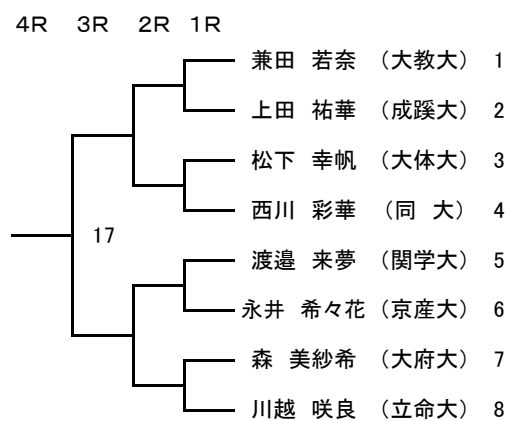 ４Ｒ ３Ｒ ２Ｒ １Ｒ
兼田 若奈 （大教大） 1
上田 祐華 （成蹊大） 2
松下 幸帆 （大体大） 3
西川 彩華 （同 大） 4
17
渡邉 来夢 （関学大） 5
永井 希々花 （京産大） 6
森 美紗希 （大府大） 7
川越 咲良 （立命大） 8